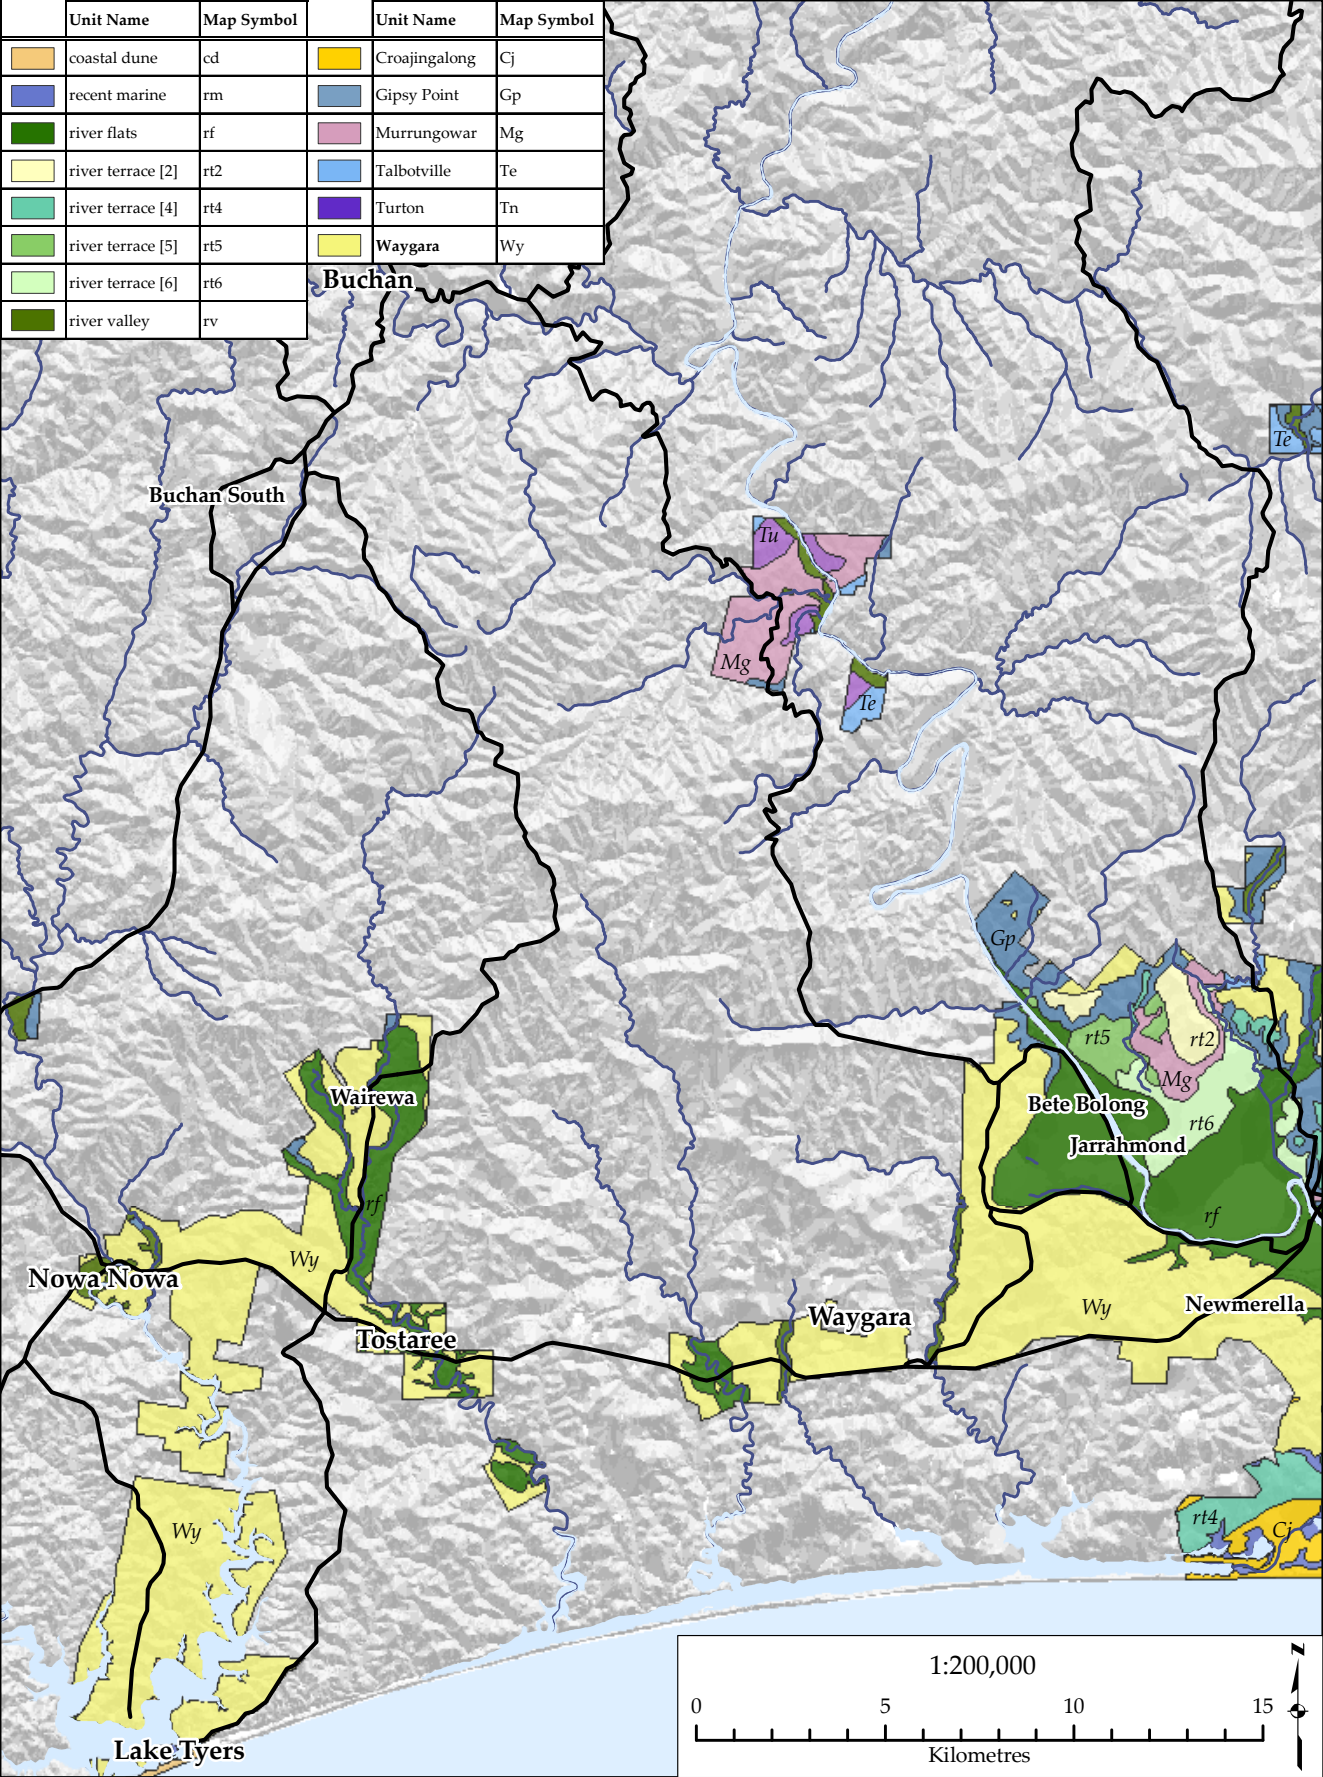 Unit Name Map Symbol Unit Name Map Symbol
coastal dune cd Croajingalong Cj
recent marine rm Gipsy Point Gp
river flats rf Murrungowar Mg
river terrace [2] rt2 Talbotville Te
river terrace [4] rt4 Turton Tn
river terrace [5] rt5 Waygara Wy
river terrace [6] rt6
river valley rv
Buchan
Te
Buchan South
Tu
Mg
Te
Gp
rt5 rt2
Mg
Wairewa
Bete Bolong
rt6
Jarrahmond
rf
rf
Wy
Nowa Nowa
Wy
Newmerella
Waygara
Tostaree
rt4
Cj
Wy
1:200,000
N
0 5 10 15
Kilometres
Lake Tyers